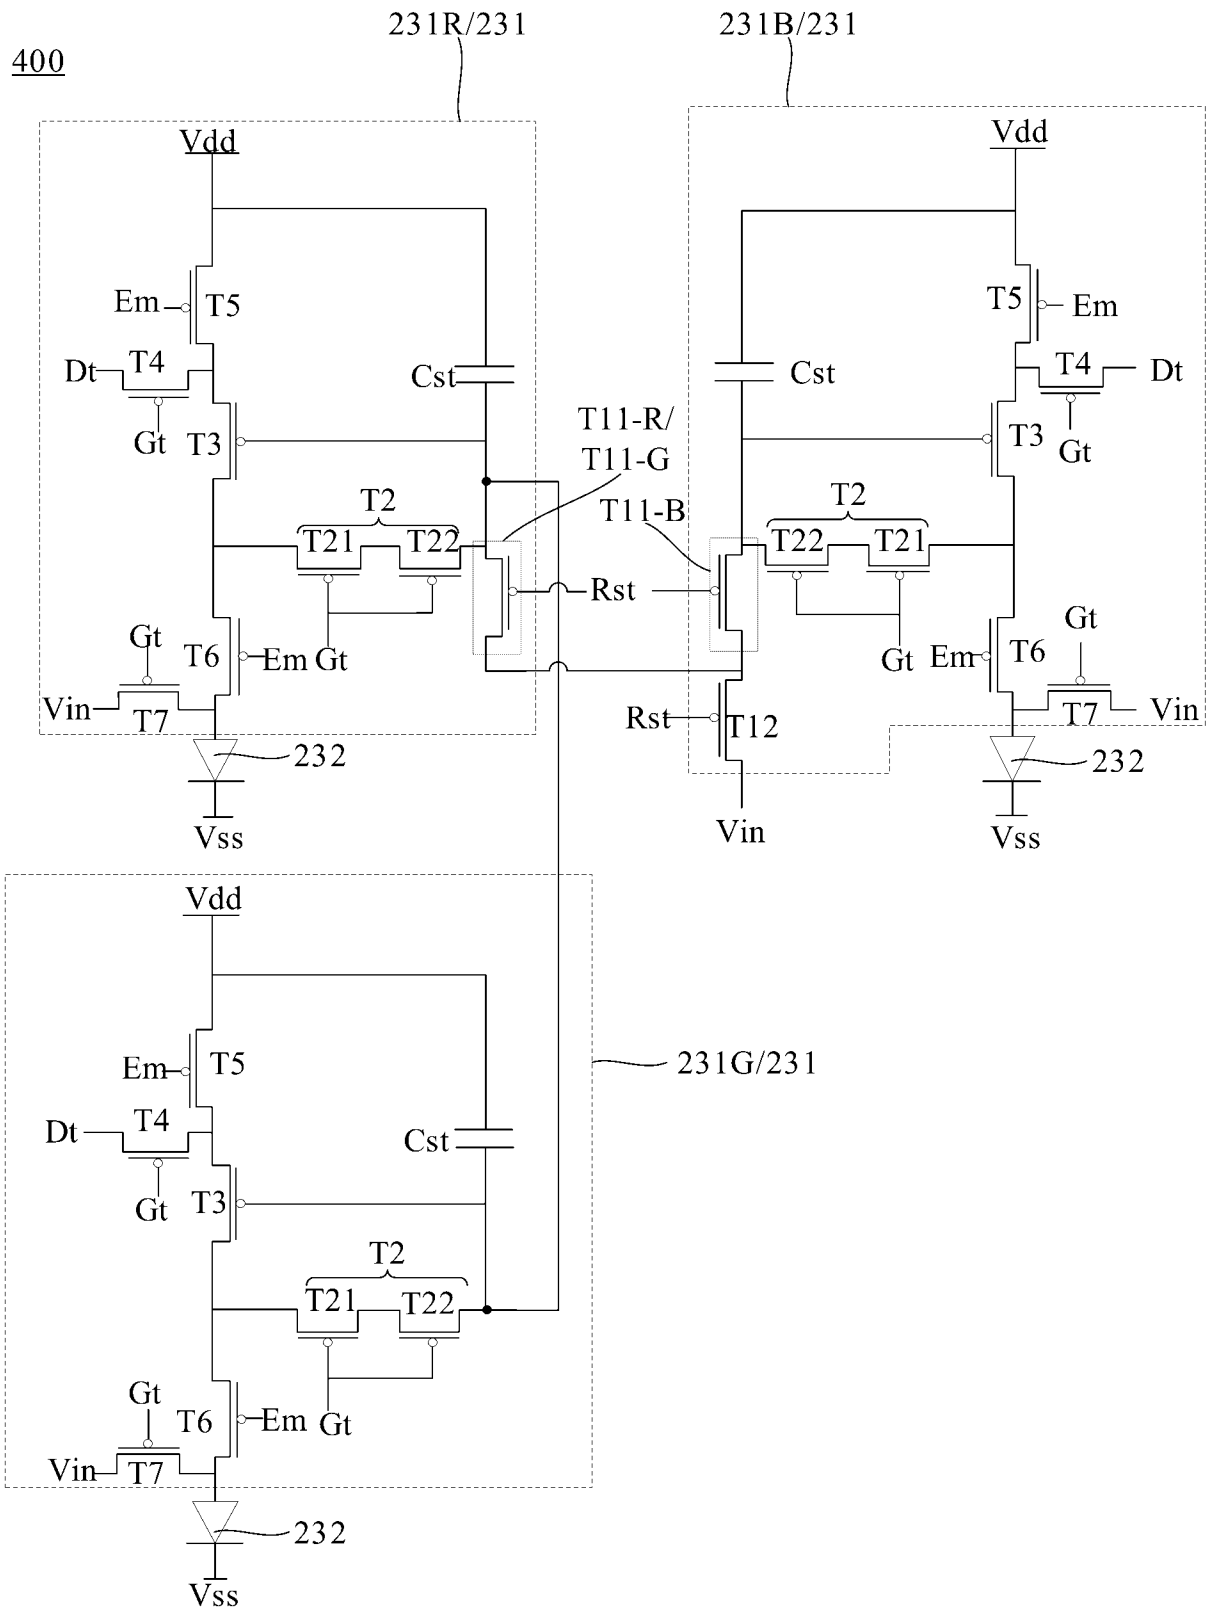 231R/231
231B/231
400
Vdd
Vdd
Em
T5
T5
Em
Dt
T4
Cst
Cst
T4
Dt
Gt
T3
T11-R/
T11-G
T3
Gt
T2
T21
T22
T11-B
T2
T22
T21
Rst
Gt
T6
Em
Gt
Gt
Em
T6
Gt
Vin
T7
Rst
T12
T7
Vin
232
232
Vss
Vin
Vss
Vdd
Em
T5
231G/231
Dt
T4
Cst
Gt
T3
T2
T21
T22
Gt
T6
Em
Gt
Vin
T7
232
Vss